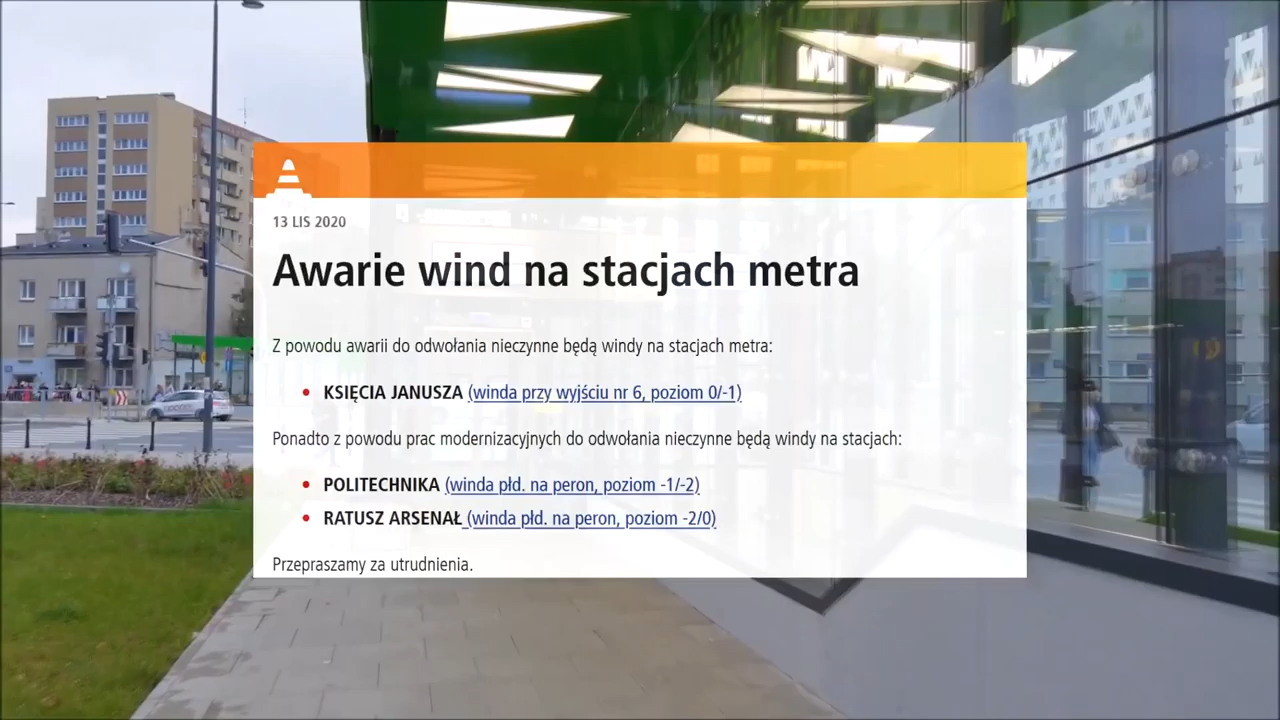 13 LIS 2020
Awarie wind na stacjach metra
Z powodu awarii do odwołania nieczynne będą windy na stacjach metra:
• KSIĘCIA JANUSZA (winda przy wyjściu nr 6, poziom 0/-1)
Ponadto z powodu prac modernizacyjnych do odwołania nieczynne będą windy na stacjach:
• POLITECHNIKA (winda płd. na peron, poziom -1/-2)
• RATUSZ ARSENAŁ (winda płd. na peron, poziom -2/0)
Przepraszamy za utrudnienia.